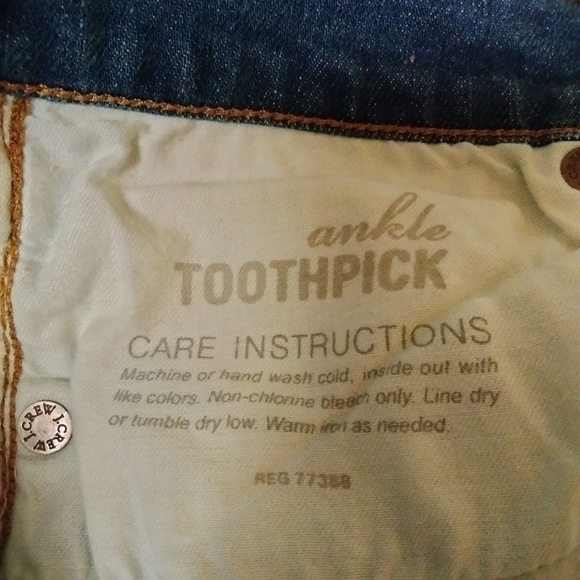 ankle
TOOTHPICK
CARE INSTRUCTIONS
Machine or hand wash cold, inside out with
like colors. Non-chlorine bleach only. Line dry
or tumble dry low. Warm iron as needed.
REG 77388
J.CREW J.CREW